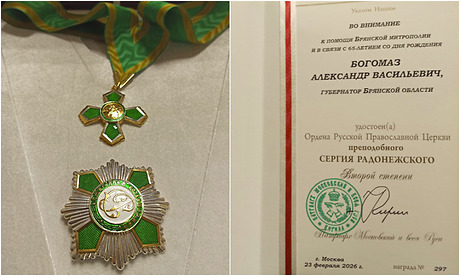 Указом Нашим
ВО ВНИМАНИЕ
К ПОМОЩИ БРЯНСКОЙ МИТРОПОЛИИ
И В СВЯЗИ С 65-ЛЕТИЕМ СО ДНЯ РОЖДЕНИЯ
БОГОМАЗ
АЛЕКСАНДР ВАСИЛЬЕВИЧ,
ГУБЕРНАТОР БРЯНСКОЙ ОБЛАСТИ
удостоен(а)
Ордена Русской Православной Церкви
преподобного
СЕРГИЯ РАДОНЕЖСКОГО
Второй степени
Патриарх Московский и всея Руси
г. Москва
23 февраля 2026 г.
награда № 297